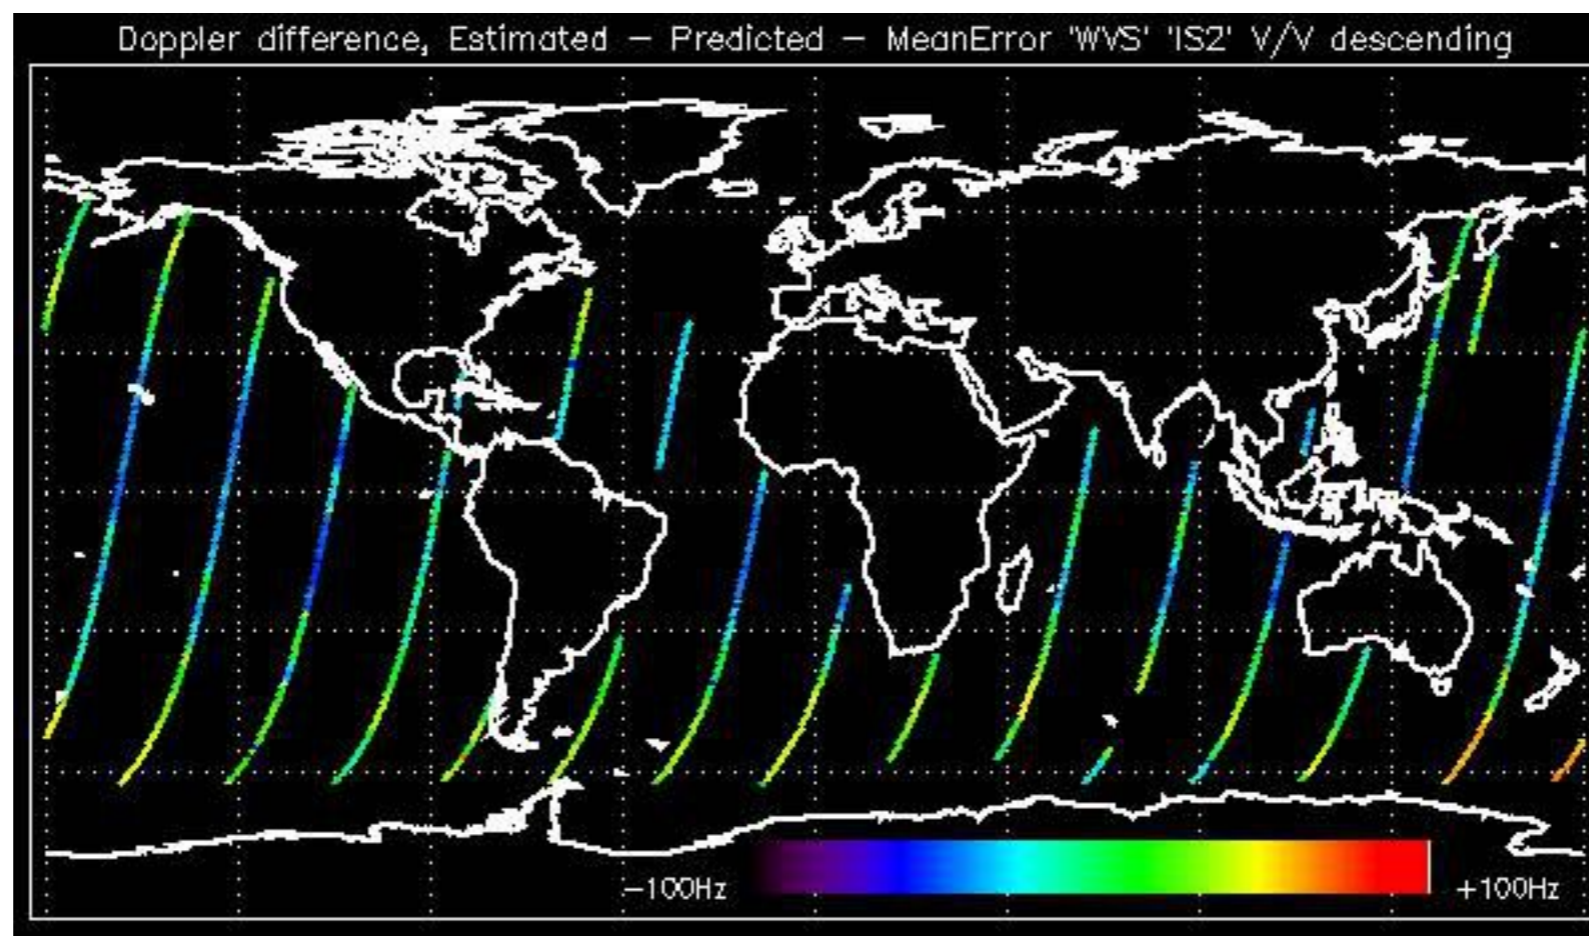 Doppler difference, Estimated − Predicted − MeanError 'WVS' 'IS2' V/V descending
−100Hz
+100Hz